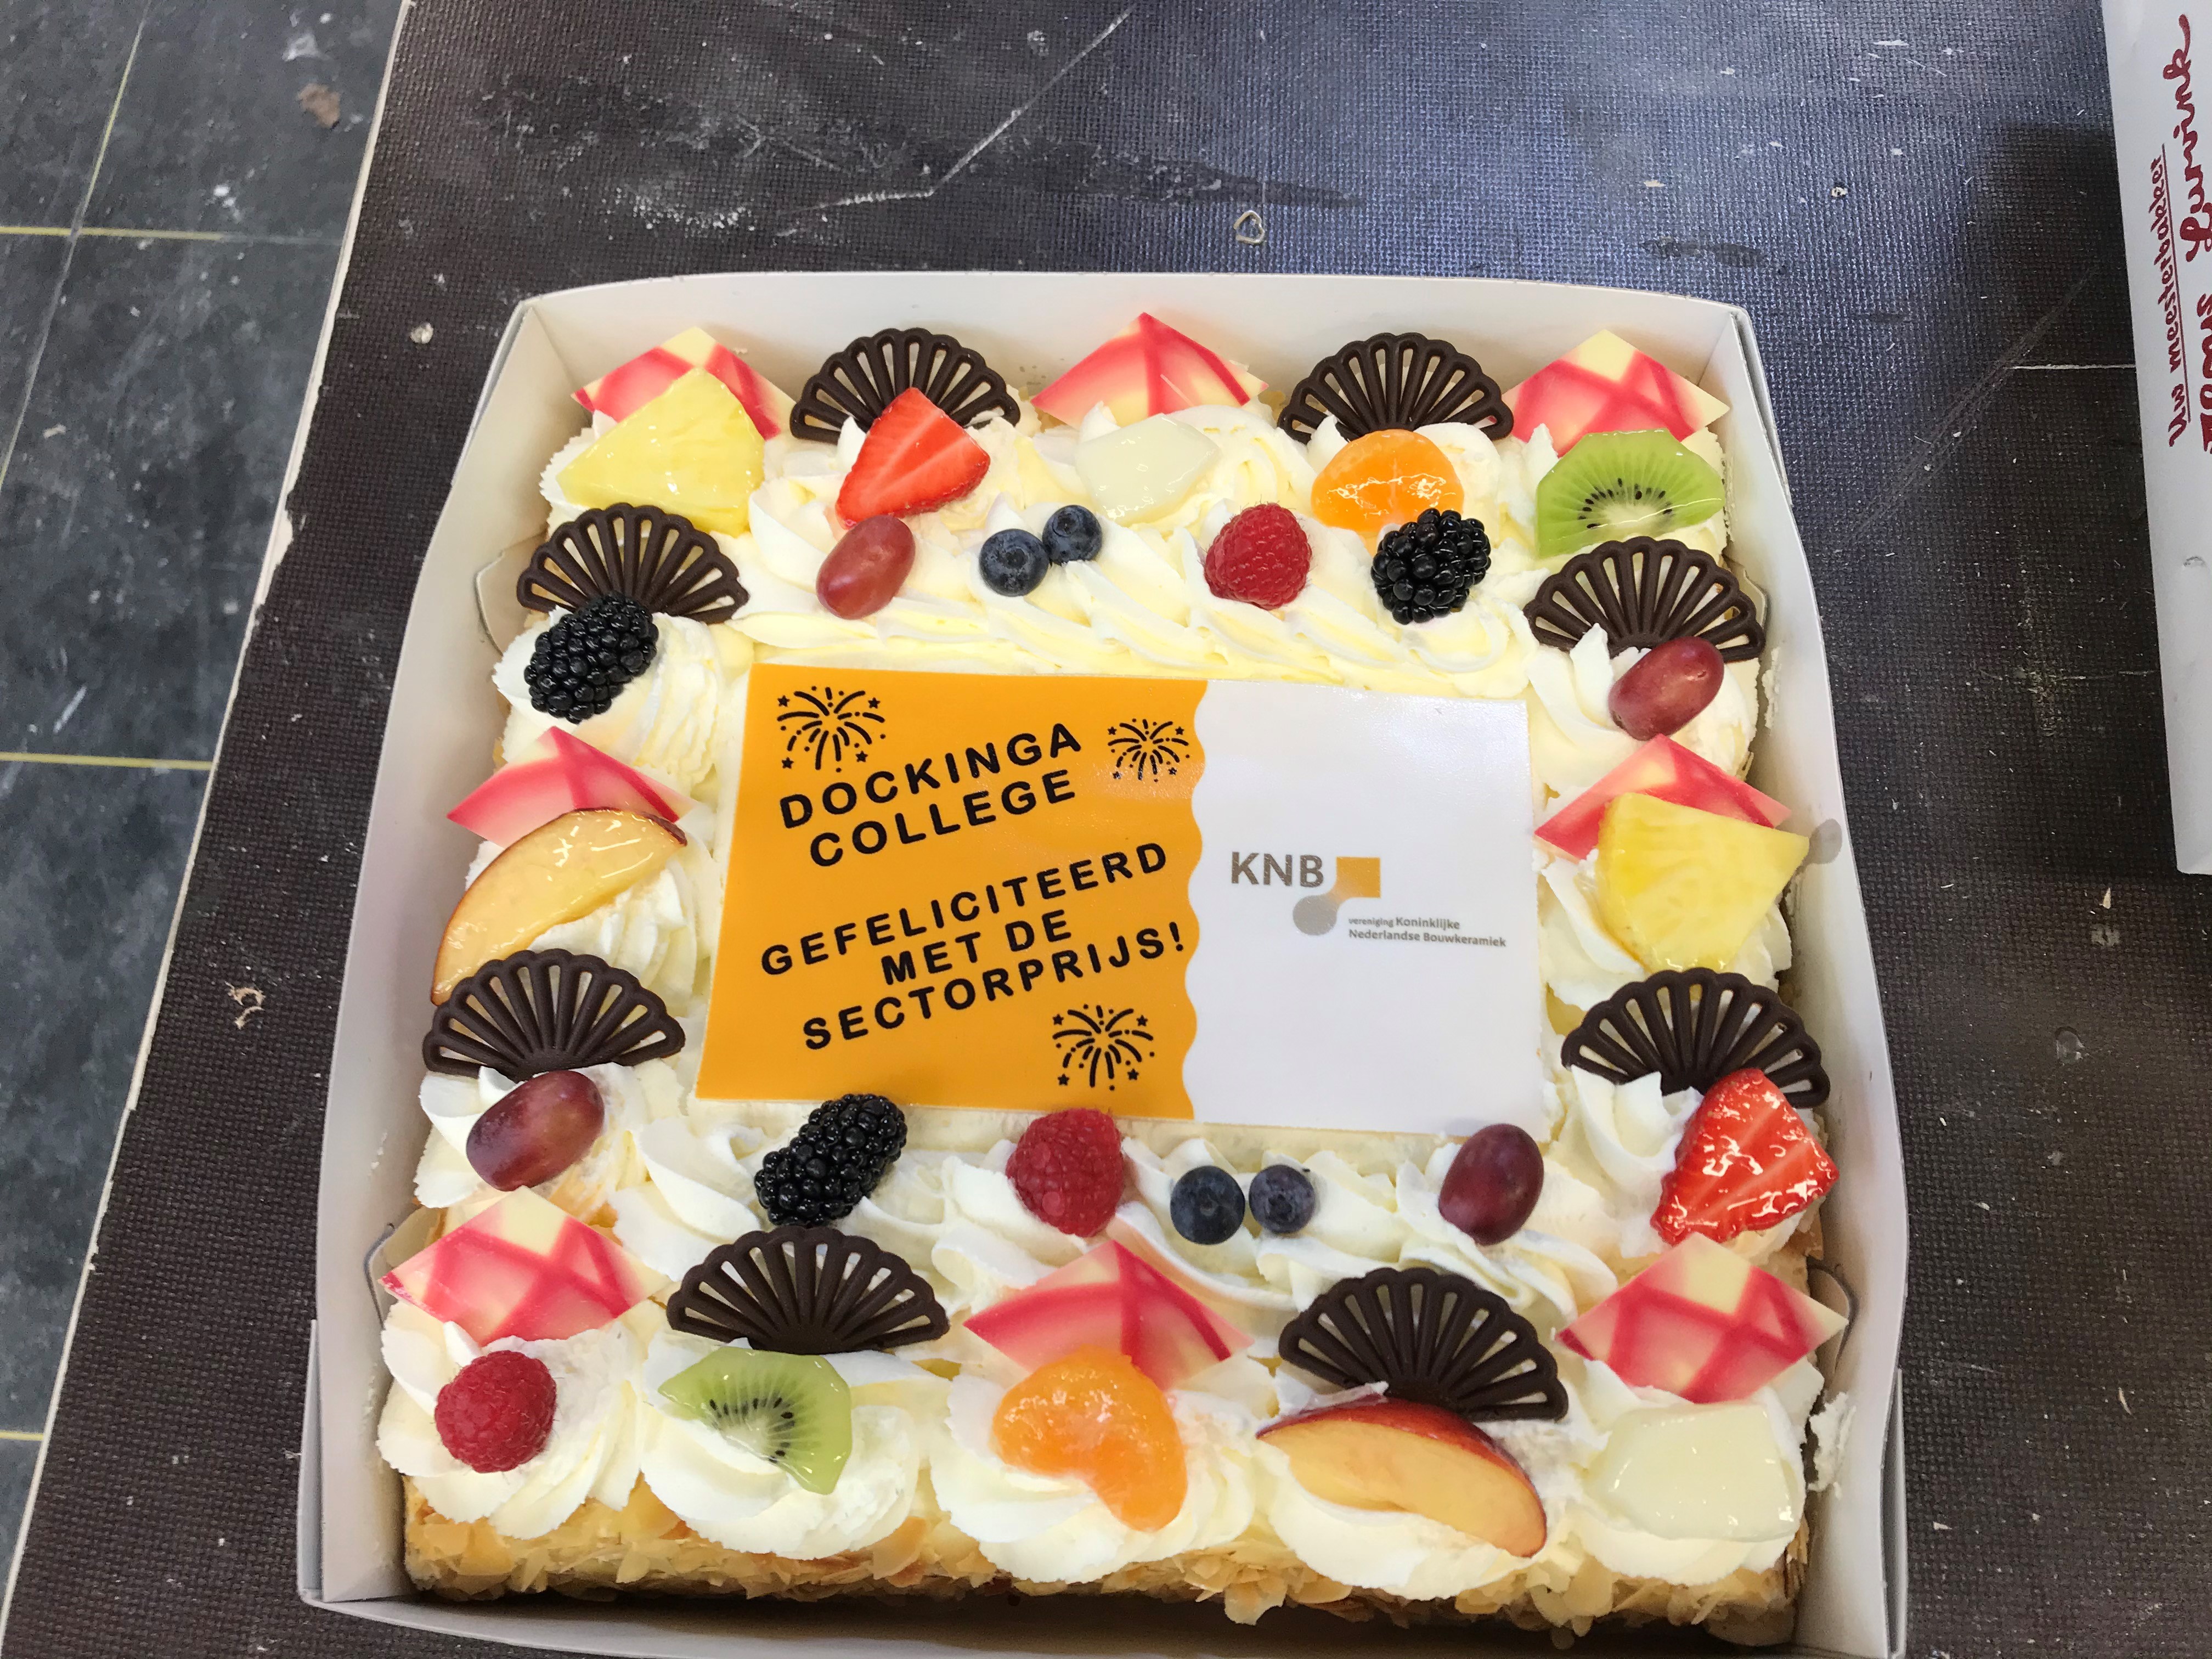 DOCKINGA
COLLEGE
GEFELICITEERD
MET DE
SECTORPRIJS!
KNB
vereniging Koninklijke
Nederlandse Bouwkeramiek
Uw meesterbakker